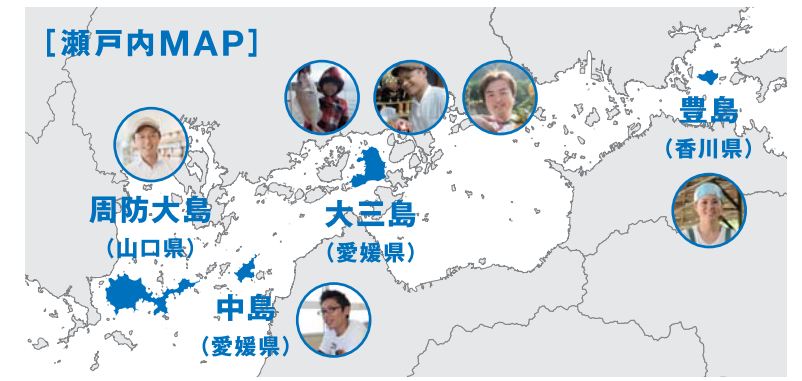 [瀬戸内MAP]
豊島
(香川県)
周防大島
(山口県)
大三島
(愛媛県)
中島
(愛媛県)